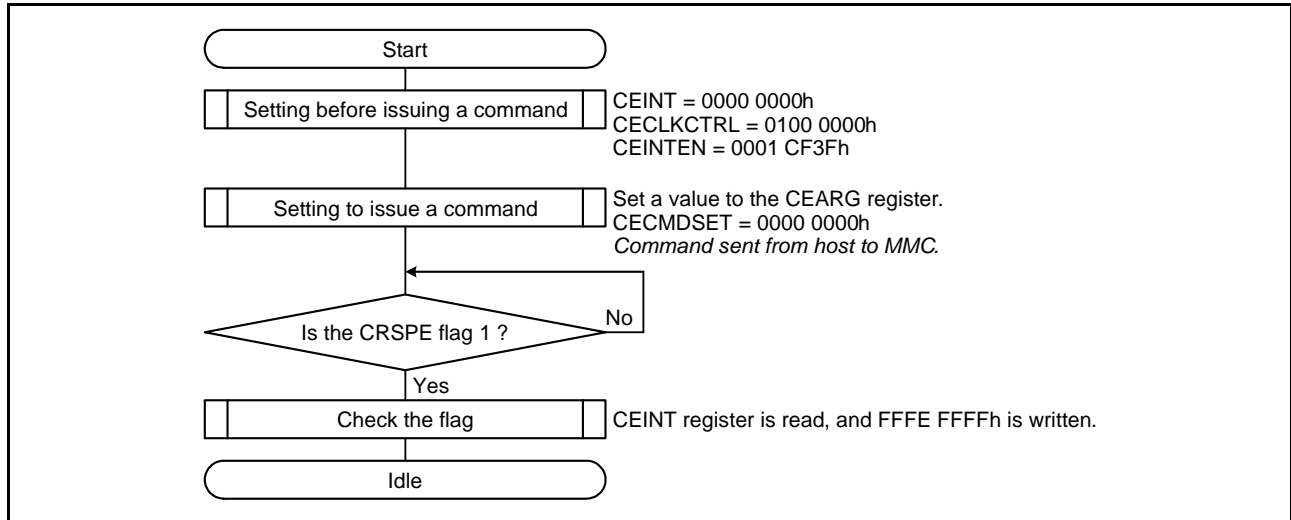 Start
Setting before issuing a command
CEINT = 0000 0000h
CECLKCTRL = 0100 0000h
CEINTEN = 0001 CF3Fh
Setting to issue a command
Set a value to the CEARG register.
CECMDSET = 0000 0000h
Command sent from host to MMC.
Is the CRSPE flag 1 ?
No
Yes
Check the flag
CEINT register is read, and FFFE FFFFh is written.
Idle